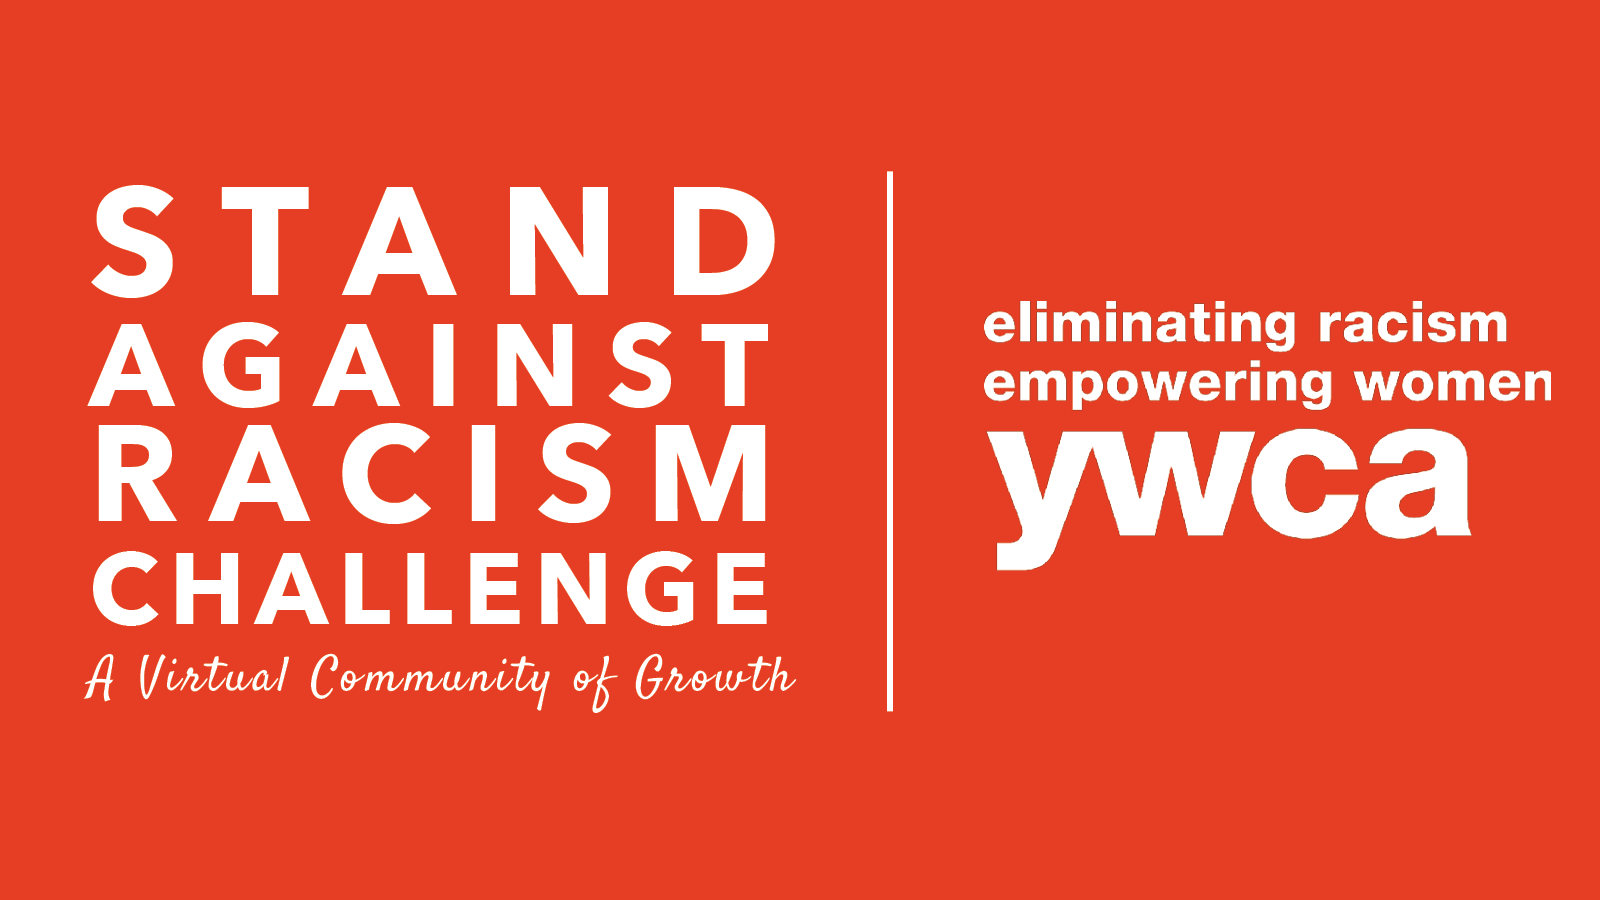 STAND
AGAINST
RACISM
CHALLENGE
A Virtual Community of Growth
eliminating racism
empowering women
ywca